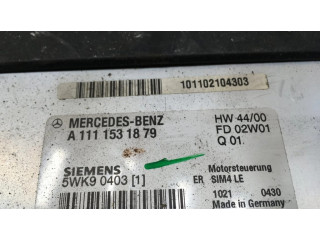 101102104303
MERCEDES-BENZ
A 111 153 18 79
HW 44/00
FD 02W01
Q 01
SIEMENS
5WK9 0403 [1]
ER
Motorsteuerung
SIM4 LE
1021 0430
Made in Germany